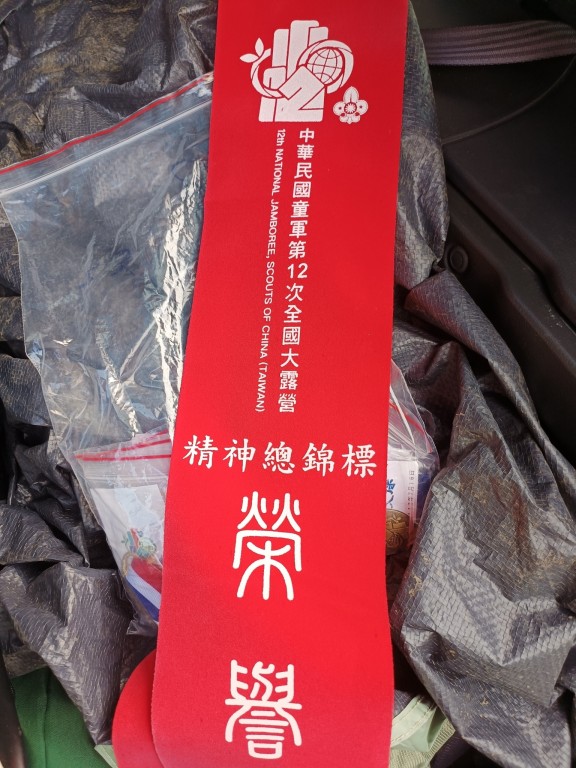 中華民國童軍第12次全國大露營
12th NATIONAL JAMBOREE, SCOUTS OF CHINA (TAIWAN)
精神總錦標
榮
譽